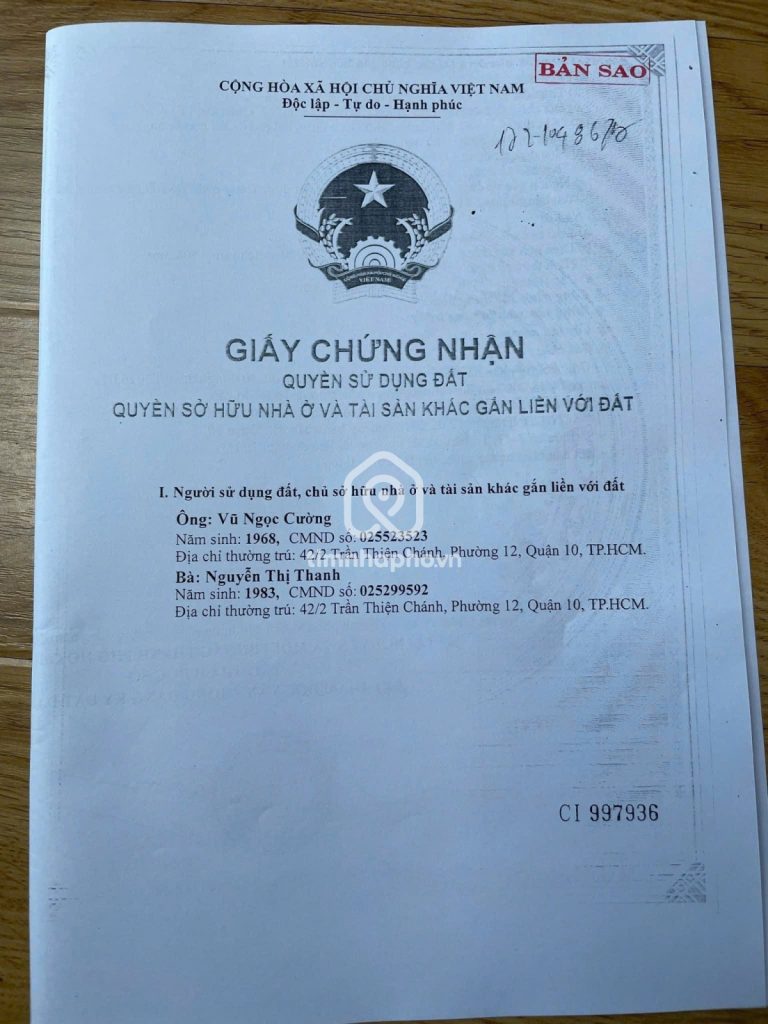 BẢN SAO
CỘNG HÒA XÃ HỘI CHỦ NGHĨA VIỆT NAM
Độc lập - Tự do - Hạnh phúc
VIỆT NAM
GIẤY CHỨNG NHẬN
QUYỀN SỬ DỤNG ĐẤT
QUYỀN SỞ HỮU NHÀ Ở VÀ TÀI SẢN KHÁC GẮN LIỀN VỚI ĐẤT
I. Người sử dụng đất, chủ sở hữu nhà ở và tài sản khác gắn liền với đất
Ông: Vũ Ngọc Cường
Năm sinh: 1968, CMND số: 025523523
Địa chỉ thường trú: 42/2 Trần Thiện Chánh, Phường 12, Quận 10, TP.HCM.
timnhapho.vn
Bà: Nguyễn Thị Thanh
Năm sinh: 1983, CMND số: 025299592
Địa chỉ thường trú: 42/2 Trần Thiện Chánh, Phường 12, Quận 10, TP.HCM.
CI 997936